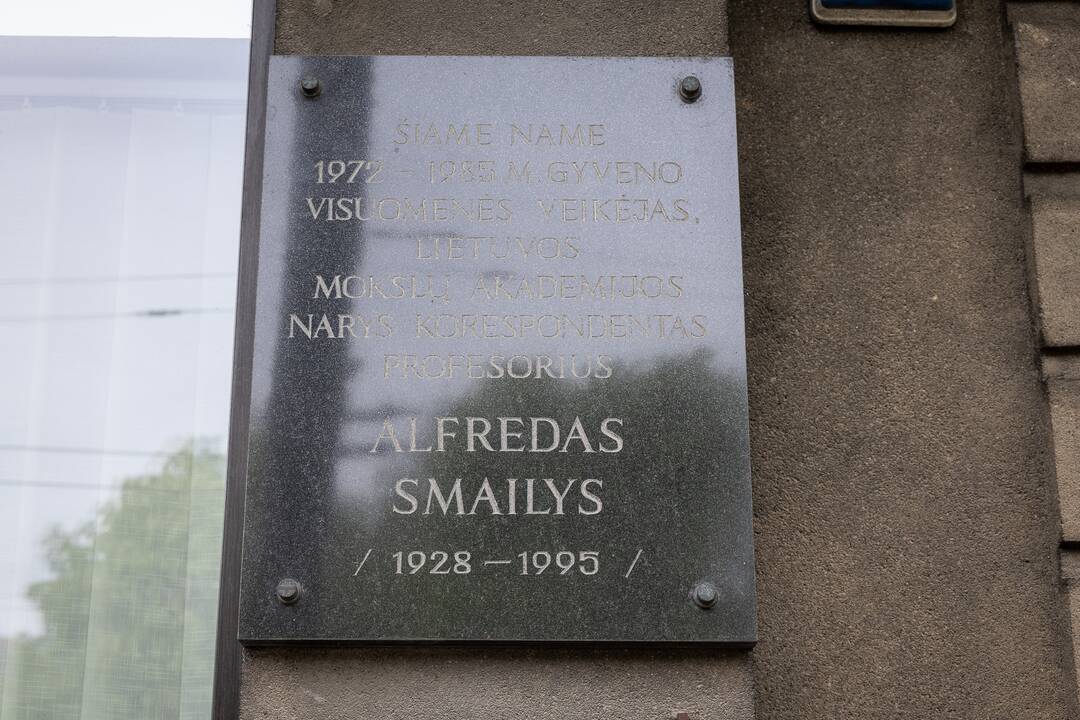 ŠIAME NAME
1972 – 1985 M. GYVENO
VISUOMENĖS VEIKĖJAS,
LIETUVOS
MOKSLŲ AKADEMIJOS
NARYS KORESPONDENTAS
PROFESORIUS
ALFREDAS
SMAILYS
/ 1928 – 1995 /